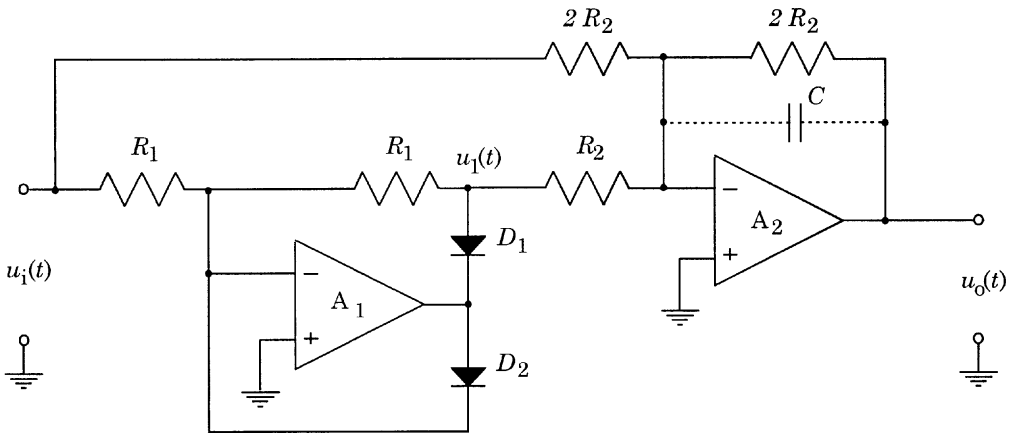 2 R₂ 2 R₂
C
R₁ R₁ u₁(t) R₂
− A₂ +
D₁
− A₁ +
uᵢ(t) uₒ(t)
D₂